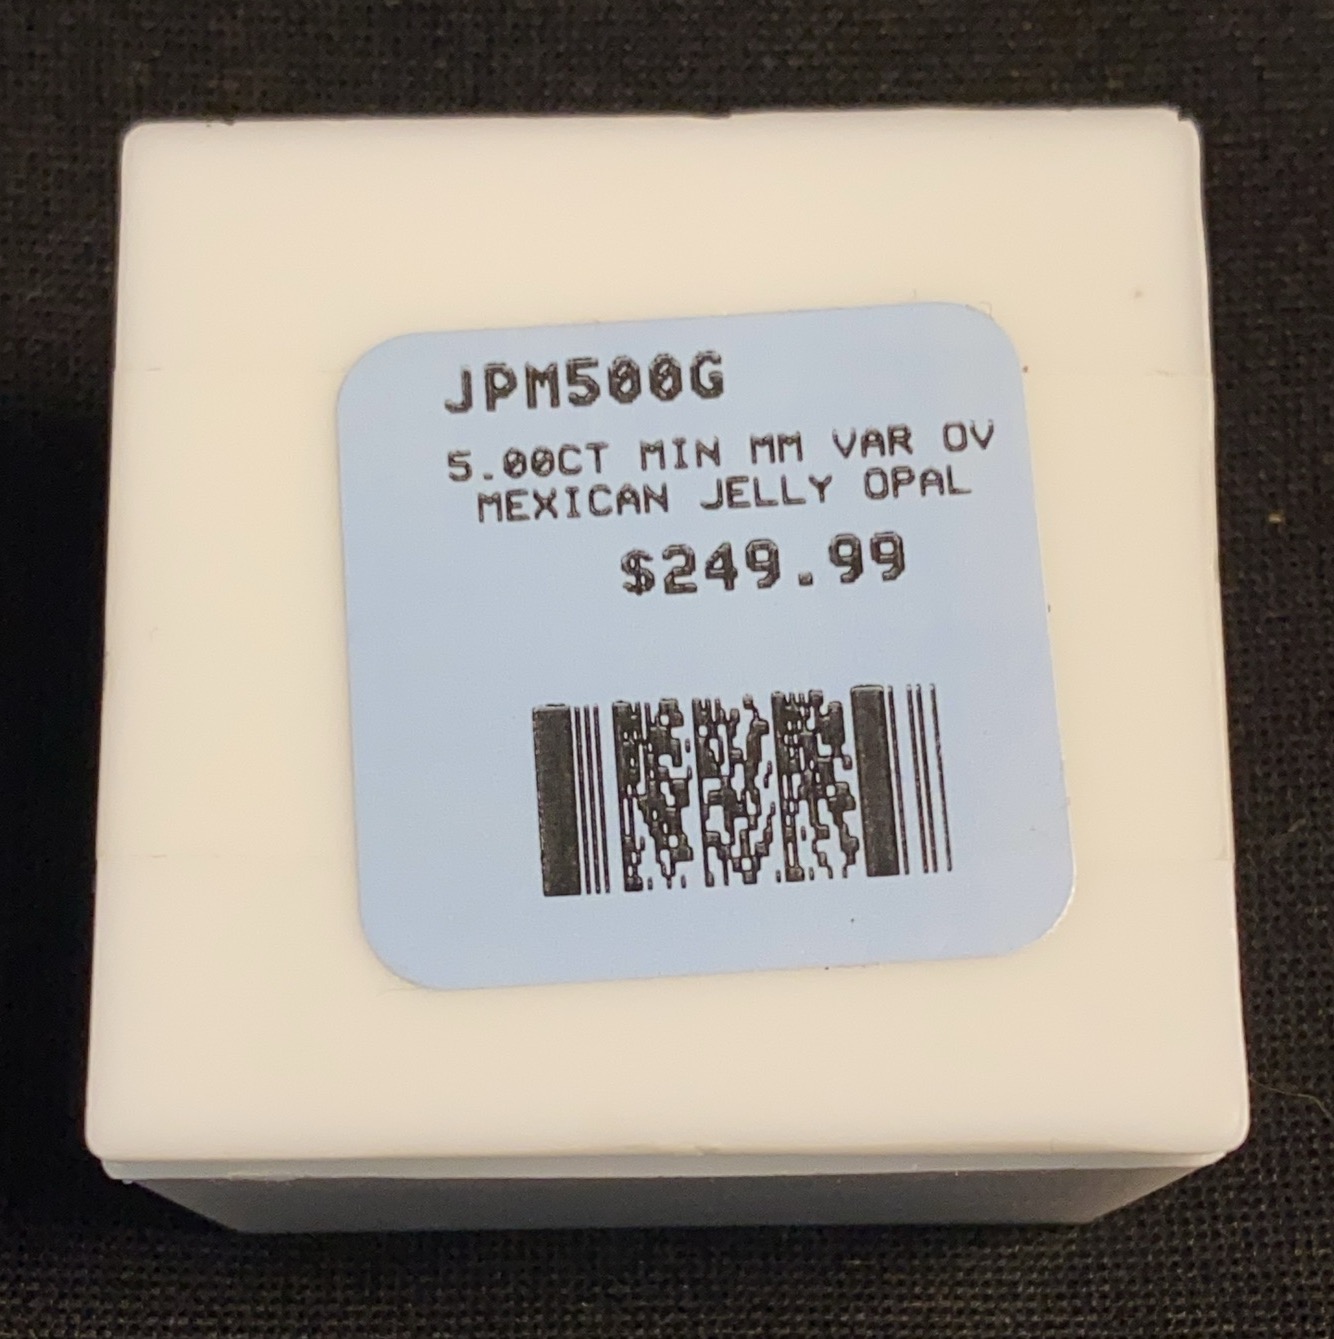 JPM500G
5.00CT MIN MM VAR OV
MEXICAN JELLY OPAL
$249.99